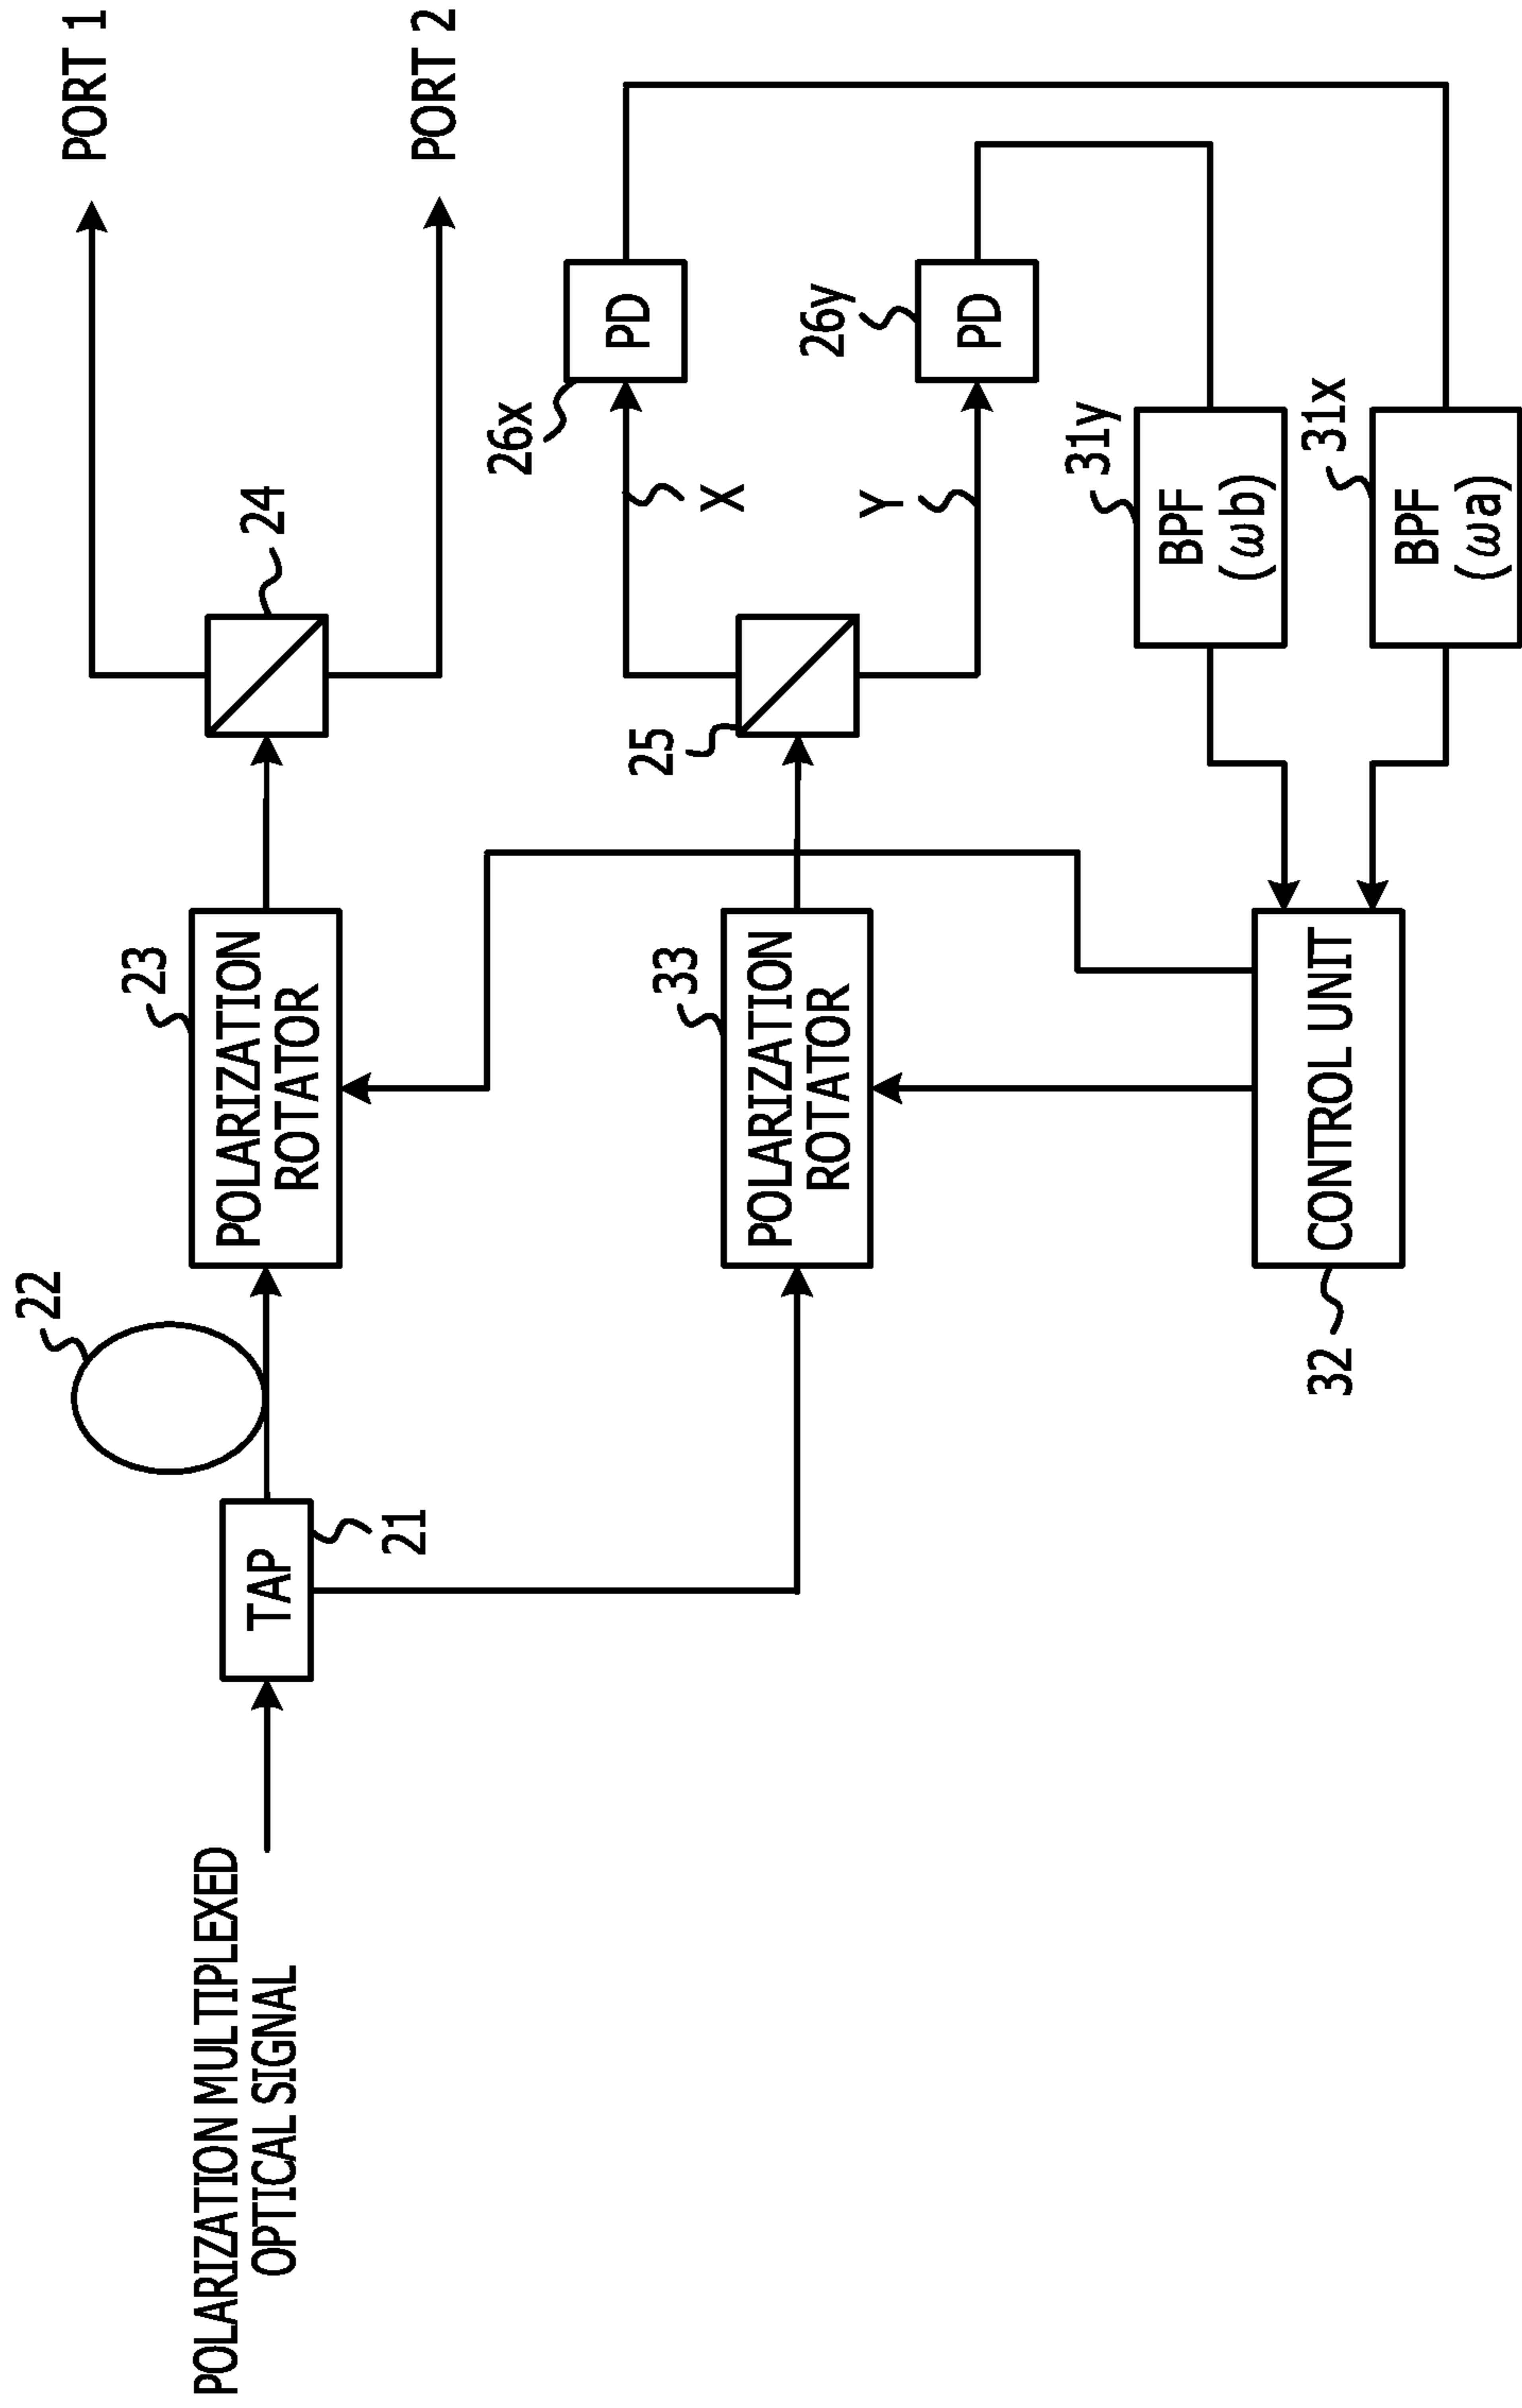 POLARIZATION MULTIPLEXED
OPTICAL SIGNAL
TAP
21
22
23
POLARIZATION
ROTATOR
24
PORT 1
PORT 2
33
POLARIZATION
ROTATOR
25
X
Y
26x
PD
26y
PD
32
CONTROL UNIT
31y
BPF
(ωb)
31x
BPF
(ωa)